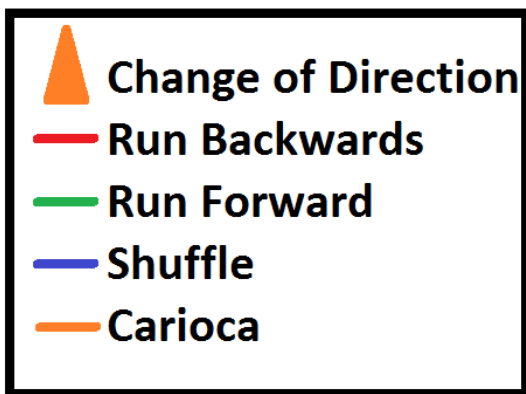 Change of Direction
Run Backwards
Run Forward
Shuffle
Carioca